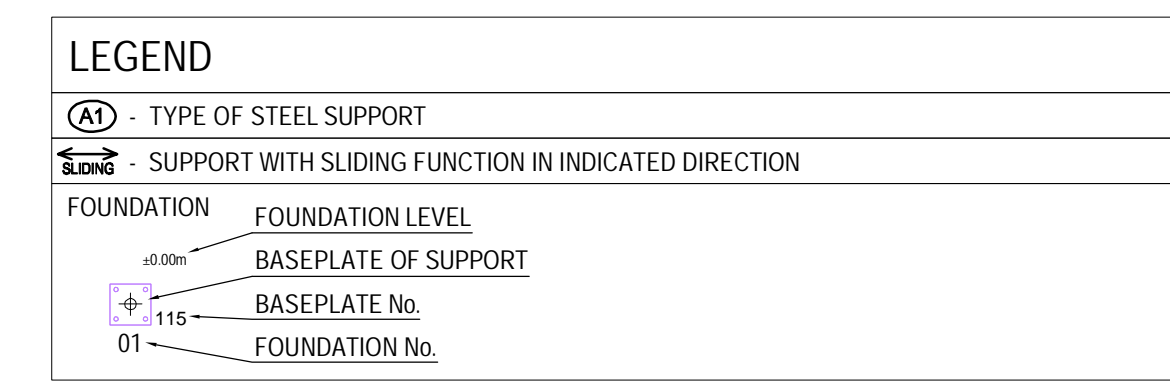 LEGEND
A1 - TYPE OF STEEL SUPPORT
SLIDING - SUPPORT WITH SLIDING FUNCTION IN INDICATED DIRECTION
FOUNDATION
FOUNDATION LEVEL
±0.00m
BASEPLATE OF SUPPORT
115
BASEPLATE No.
01
FOUNDATION No.